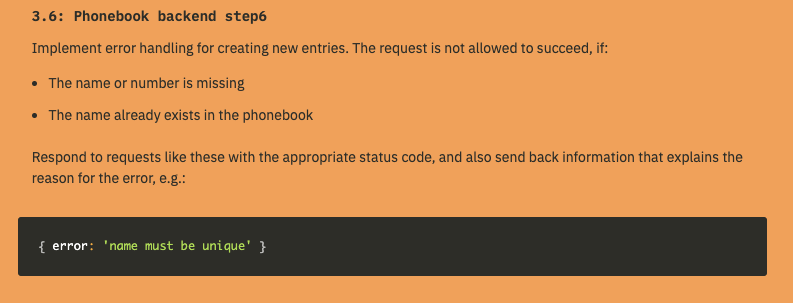 3.6: Phonebook backend step6
Implement error handling for creating new entries. The request is not allowed to succeed, if:
The name or number is missing
The name already exists in the phonebook
Respond to requests like these with the appropriate status code, and also send back information that explains the
reason for the error, e.g.:
{ error: 'name must be unique' }